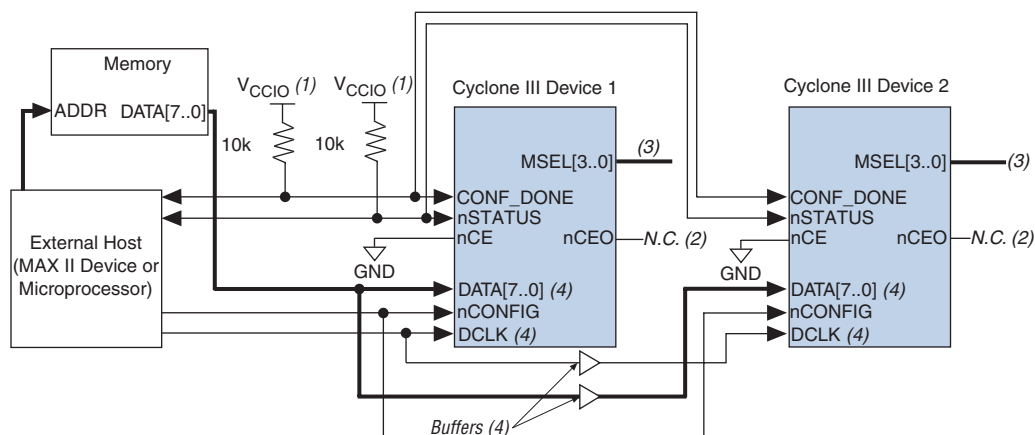 Memory
ADDR DATA[7..0]
VCCIO (1)
VCCIO (1)
10k
10k
External Host
(MAX II Device or
Microprocessor)
Cyclone III Device 1
MSEL[3..0]
(3)
CONF_DONE
nSTATUS
nCE
nCEO
N.C. (2)
GND
DATA[7..0] (4)
nCONFIG
DCLK (4)
Buffers (4)
Cyclone III Device 2
MSEL[3..0]
(3)
CONF_DONE
nSTATUS
nCE
nCEO
N.C. (2)
GND
DATA[7..0] (4)
nCONFIG
DCLK (4)